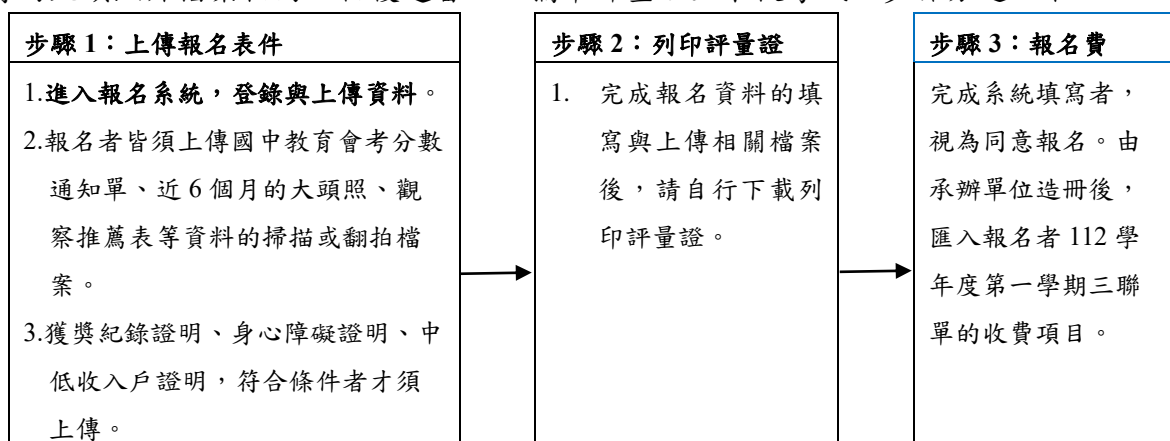 步驟 1：上傳報名表件
1.進入報名系統，登錄與上傳資料。
2.報名者皆須上傳國中教育會考分數
通知單、近 6 個月的大頭照、觀
察推薦表等資料的掃描或翻拍檔
案。
3.獲獎紀錄證明、身心障礙證明、中
低收入戶證明，符合條件者才須
上傳。
步驟 2：列印評量證
1. 完成報名資料的填
寫與上傳相關檔案
後，請自行下載列
印評量證。
步驟 3：報名費
完成系統填寫者，
視為同意報名。由
承辦單位造冊後，
匯入報名者 112 學
年度第一學期三聯
單的收費項目。